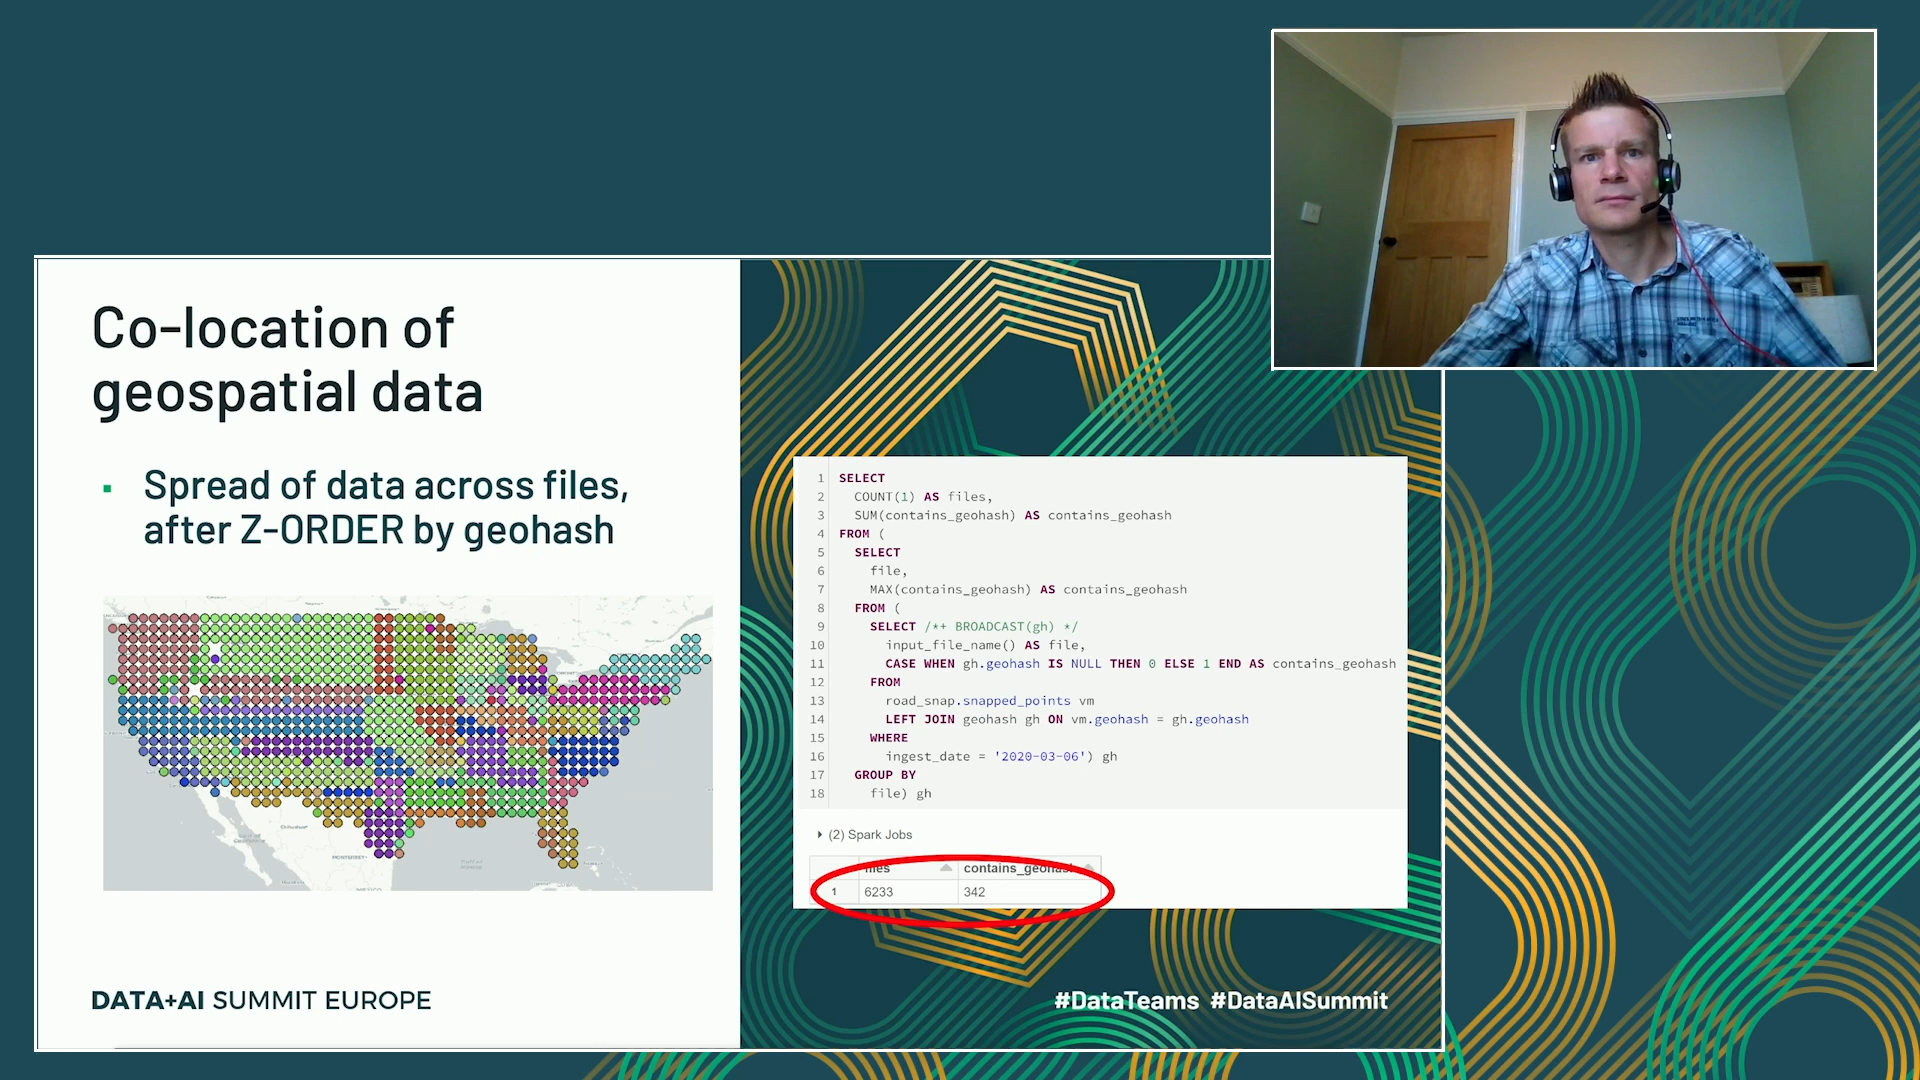 Co-location of
geospatial data
Spread of data across files,
after Z-ORDER by geohash
MONTERREY
DATA+AI SUMMIT EUROPE
1 SELECT
2 COUNT(1) AS files,
3 SUM(contains_geohash) AS contains_geohash
4 FROM (
5 SELECT
6 file,
7 MAX(contains_geohash) AS contains_geohash
8 FROM (
9 SELECT /*+ BROADCAST(gh) */
10 input_file_name() AS file,
11 CASE WHEN gh.geohash IS NULL THEN 0 ELSE 1 END AS contains_geohash
12 FROM
13 road_snap.snapped_points vm
14 LEFT JOIN geohash gh ON vm.geohash = gh.geohash
15 WHERE
16 ingest_date = '2020-03-06') gh
17 GROUP BY
18 file) gh
(2) Spark Jobs
files contains_geohash
1 6233 342
#DataTeams #DataAISummit